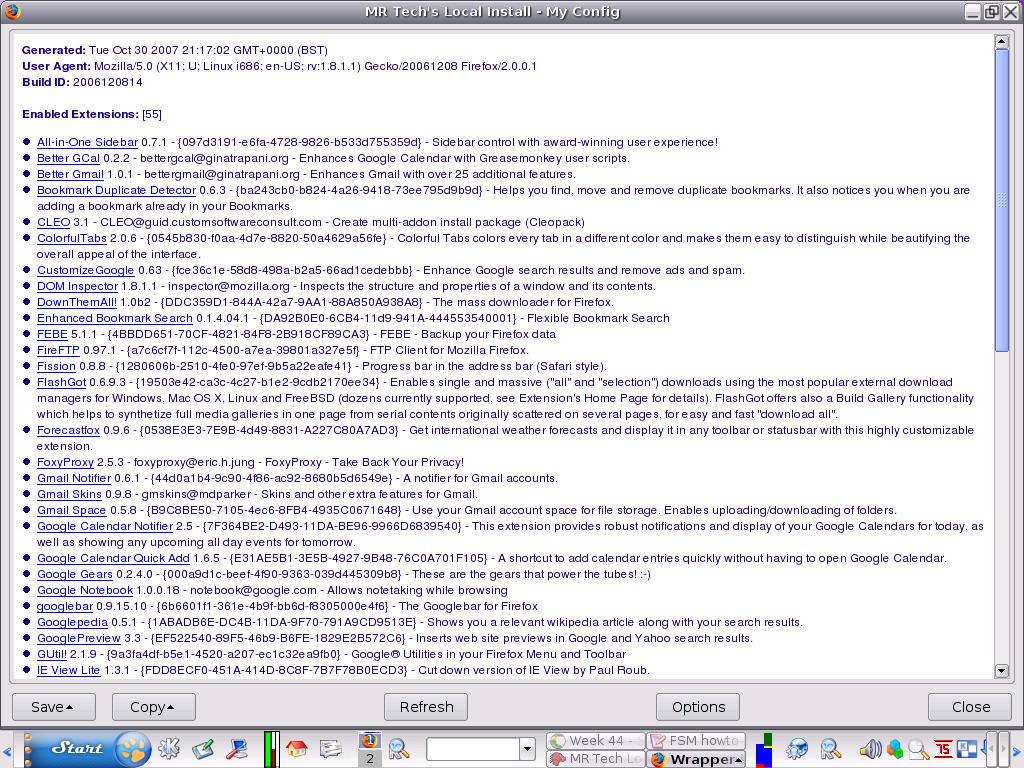 MR Tech's Local Install - My Config
Generated: Tue Oct 30 2007 21:17:02 GMT+0000 (BST)
User Agent: Mozilla/5.0 (X11; U; Linux i686; en-US; rv:1.8.1.1) Gecko/20061208 Firefox/2.0.0.1
Build ID: 2006120814
Enabled Extensions: [55]
All-in-One Sidebar 0.7.1 - {097d3191-e6fa-4728-9826-b533d755359d} - Sidebar control with award-winning user experience!
Better GCal 0.2.2 - bettergcal@ginatrapani.org - Enhances Google Calendar with Greasemonkey user scripts.
Better Gmail 1.0.1 - bettergmail@ginatrapani.org - Enhances Gmail with over 25 additional features.
Bookmark Duplicate Detector 0.6.3 - {ba243cb0-b824-4a26-9418-73ee795d9b9d} - Helps you find, move and remove duplicate bookmarks. It also notices you when you are
adding a bookmark already in your Bookmarks.
CLEO 3.1 - CLEO@guid.customsoftwareconsult.com - Create multi-addon install package (Cleopack)
ColorfulTabs 2.0.6 - {0545b830-f0aa-4d7e-8820-50a4629a56fe} - Colorful Tabs colors every tab in a different color and makes them easy to distinguish while beautifying the
overall appeal of the interface.
CustomizeGoogle 0.63 - {fce36c1e-58d8-498a-b2a5-66ad1cedebbb} - Enhance Google search results and remove ads and spam.
DOM Inspector 1.8.1.1 - inspector@mozilla.org - Inspects the structure and properties of a window and its contents.
DownThemAll! 1.0b2 - {DDC359D1-844A-42a7-9AA1-88A850A938A8} - The mass downloader for Firefox.
Enhanced Bookmark Search 0.1.4.04.1 - {DA92B0E0-6CB4-11d9-941A-444553540001} - Flexible Bookmark Search
FEBE 5.1.1 - {4BBDD651-70CF-4821-84F8-2B918CF89CA3} - FEBE - Backup your Firefox data
FireFTP 0.97.1 - {a7c6cf7f-112c-4500-a7ea-39801a327e5f} - FTP Client for Mozilla Firefox.
Fission 0.8.8 - {1280606b-2510-4fe0-97ef-9b5a22eafe41} - Progress bar in the address bar (Safari style).
FlashGot 0.6.9.3 - {19503e42-ca3c-4c27-b1e2-9cdb2170ee34} - Enables single and massive ("all" and "selection") downloads using the most popular external download
managers for Windows, Mac OS X, Linux and FreeBSD (dozens currently supported, see Extension's Home Page for details). FlashGot offers also a Build Gallery functionality
which helps to synthetize full media galleries in one page from serial contents originally scattered on several pages, for easy and fast "download all".
Forecastfox 0.9.6 - {0538E3E3-7E9B-4d49-8831-A227C80A7AD3} - Get international weather forecasts and display it in any toolbar or statusbar with this highly customizable
extension.
FoxyProxy 2.5.3 - foxyproxy@eric.h.jung - FoxyProxy - Take Back Your Privacy!
Gmail Notifier 0.6.1 - {44d0a1b4-9c90-4f86-ac92-8680b5d6549e} - A notifier for Gmail accounts.
Gmail Skins 0.9.8 - gmskins@mdparker - Skins and other extra features for Gmail.
Gmail Space 0.5.8 - {B9C8BE50-7105-4ec6-8FB4-4935C0671648} - Use your Gmail account space for file storage. Enables uploading/downloading of folders.
Google Calendar Notifier 2.5 - {7F364BE2-D493-11DA-BE96-9966D6839540} - This extension provides robust notifications and display of your Google Calendars for today, as
well as showing any upcoming all day events for tomorrow.
Google Calendar Quick Add 1.6.5 - {E31AE5B1-3E5B-4927-9B48-76C0A701F105} - A shortcut to add calendar entries quickly without having to open Google Calendar.
Google Gears 0.2.4.0 - {000a9d1c-beef-4f90-9363-039d445309b8} - These are the gears that power the tubes! :-)
Google Notebook 1.0.0.18 - notebook@google.com - Allows notetaking while browsing
googlebar 0.9.15.10 - {6b6601f1-361e-4b9f-bb6d-f8305000e4f6} - The Googlebar for Firefox
Googlepedia 0.5.1 - {1ABADB6E-DC4B-11DA-9F70-791A9CD9513E} - Shows you a relevant wikipedia article along with your search results.
GooglePreview 3.3 - {EF522540-89F5-46b9-B6FE-1829E2B572C6} - Inserts web site previews in Google and Yahoo search results.
GUtil! 2.1.9 - {9a3fa4df-b5e1-4520-a207-ec1c32ea9fb0} - Google® Utilities in your Firefox Menu and Toolbar
IE View Lite 1.3.1 - {FDD8ECF0-451A-414D-8C8F-7B7F78B0ECD3} - Cut down version of IE View by Paul Roub.
Save Copy Refresh Options Close
Start 2 Week 44 - FSM howto
MR Tech Lo Wrapper